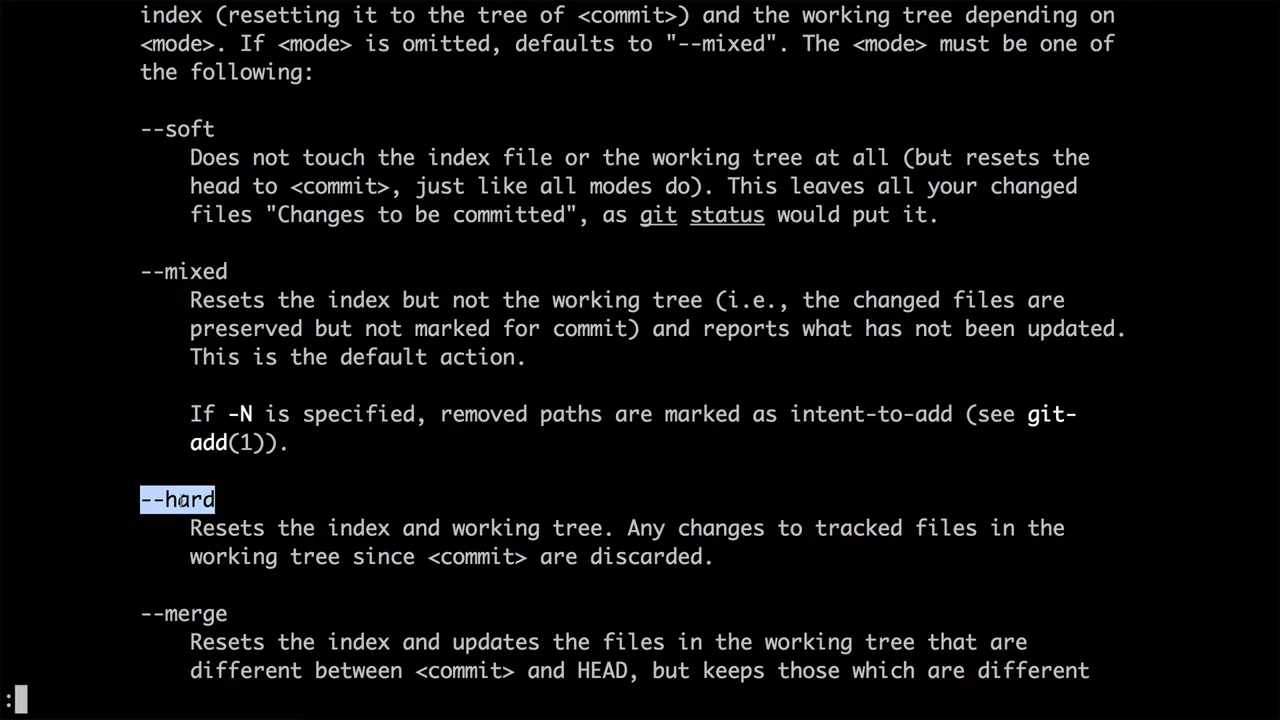 index (resetting it to the tree of <commit>) and the working tree depending on
<mode>. If <mode> is omitted, defaults to "--mixed". The <mode> must be one of
the following:
--soft
Does not touch the index file or the working tree at all (but resets the
head to <commit>, just like all modes do). This leaves all your changed
files "Changes to be committed", as git status would put it.
--mixed
Resets the index but not the working tree (i.e., the changed files are
preserved but not marked for commit) and reports what has not been updated.
This is the default action.
If -N is specified, removed paths are marked as intent-to-add (see git-
add(1)).
--hard
Resets the index and working tree. Any changes to tracked files in the
working tree since <commit> are discarded.
--merge
Resets the index and updates the files in the working tree that are
different between <commit> and HEAD, but keeps those which are different
: